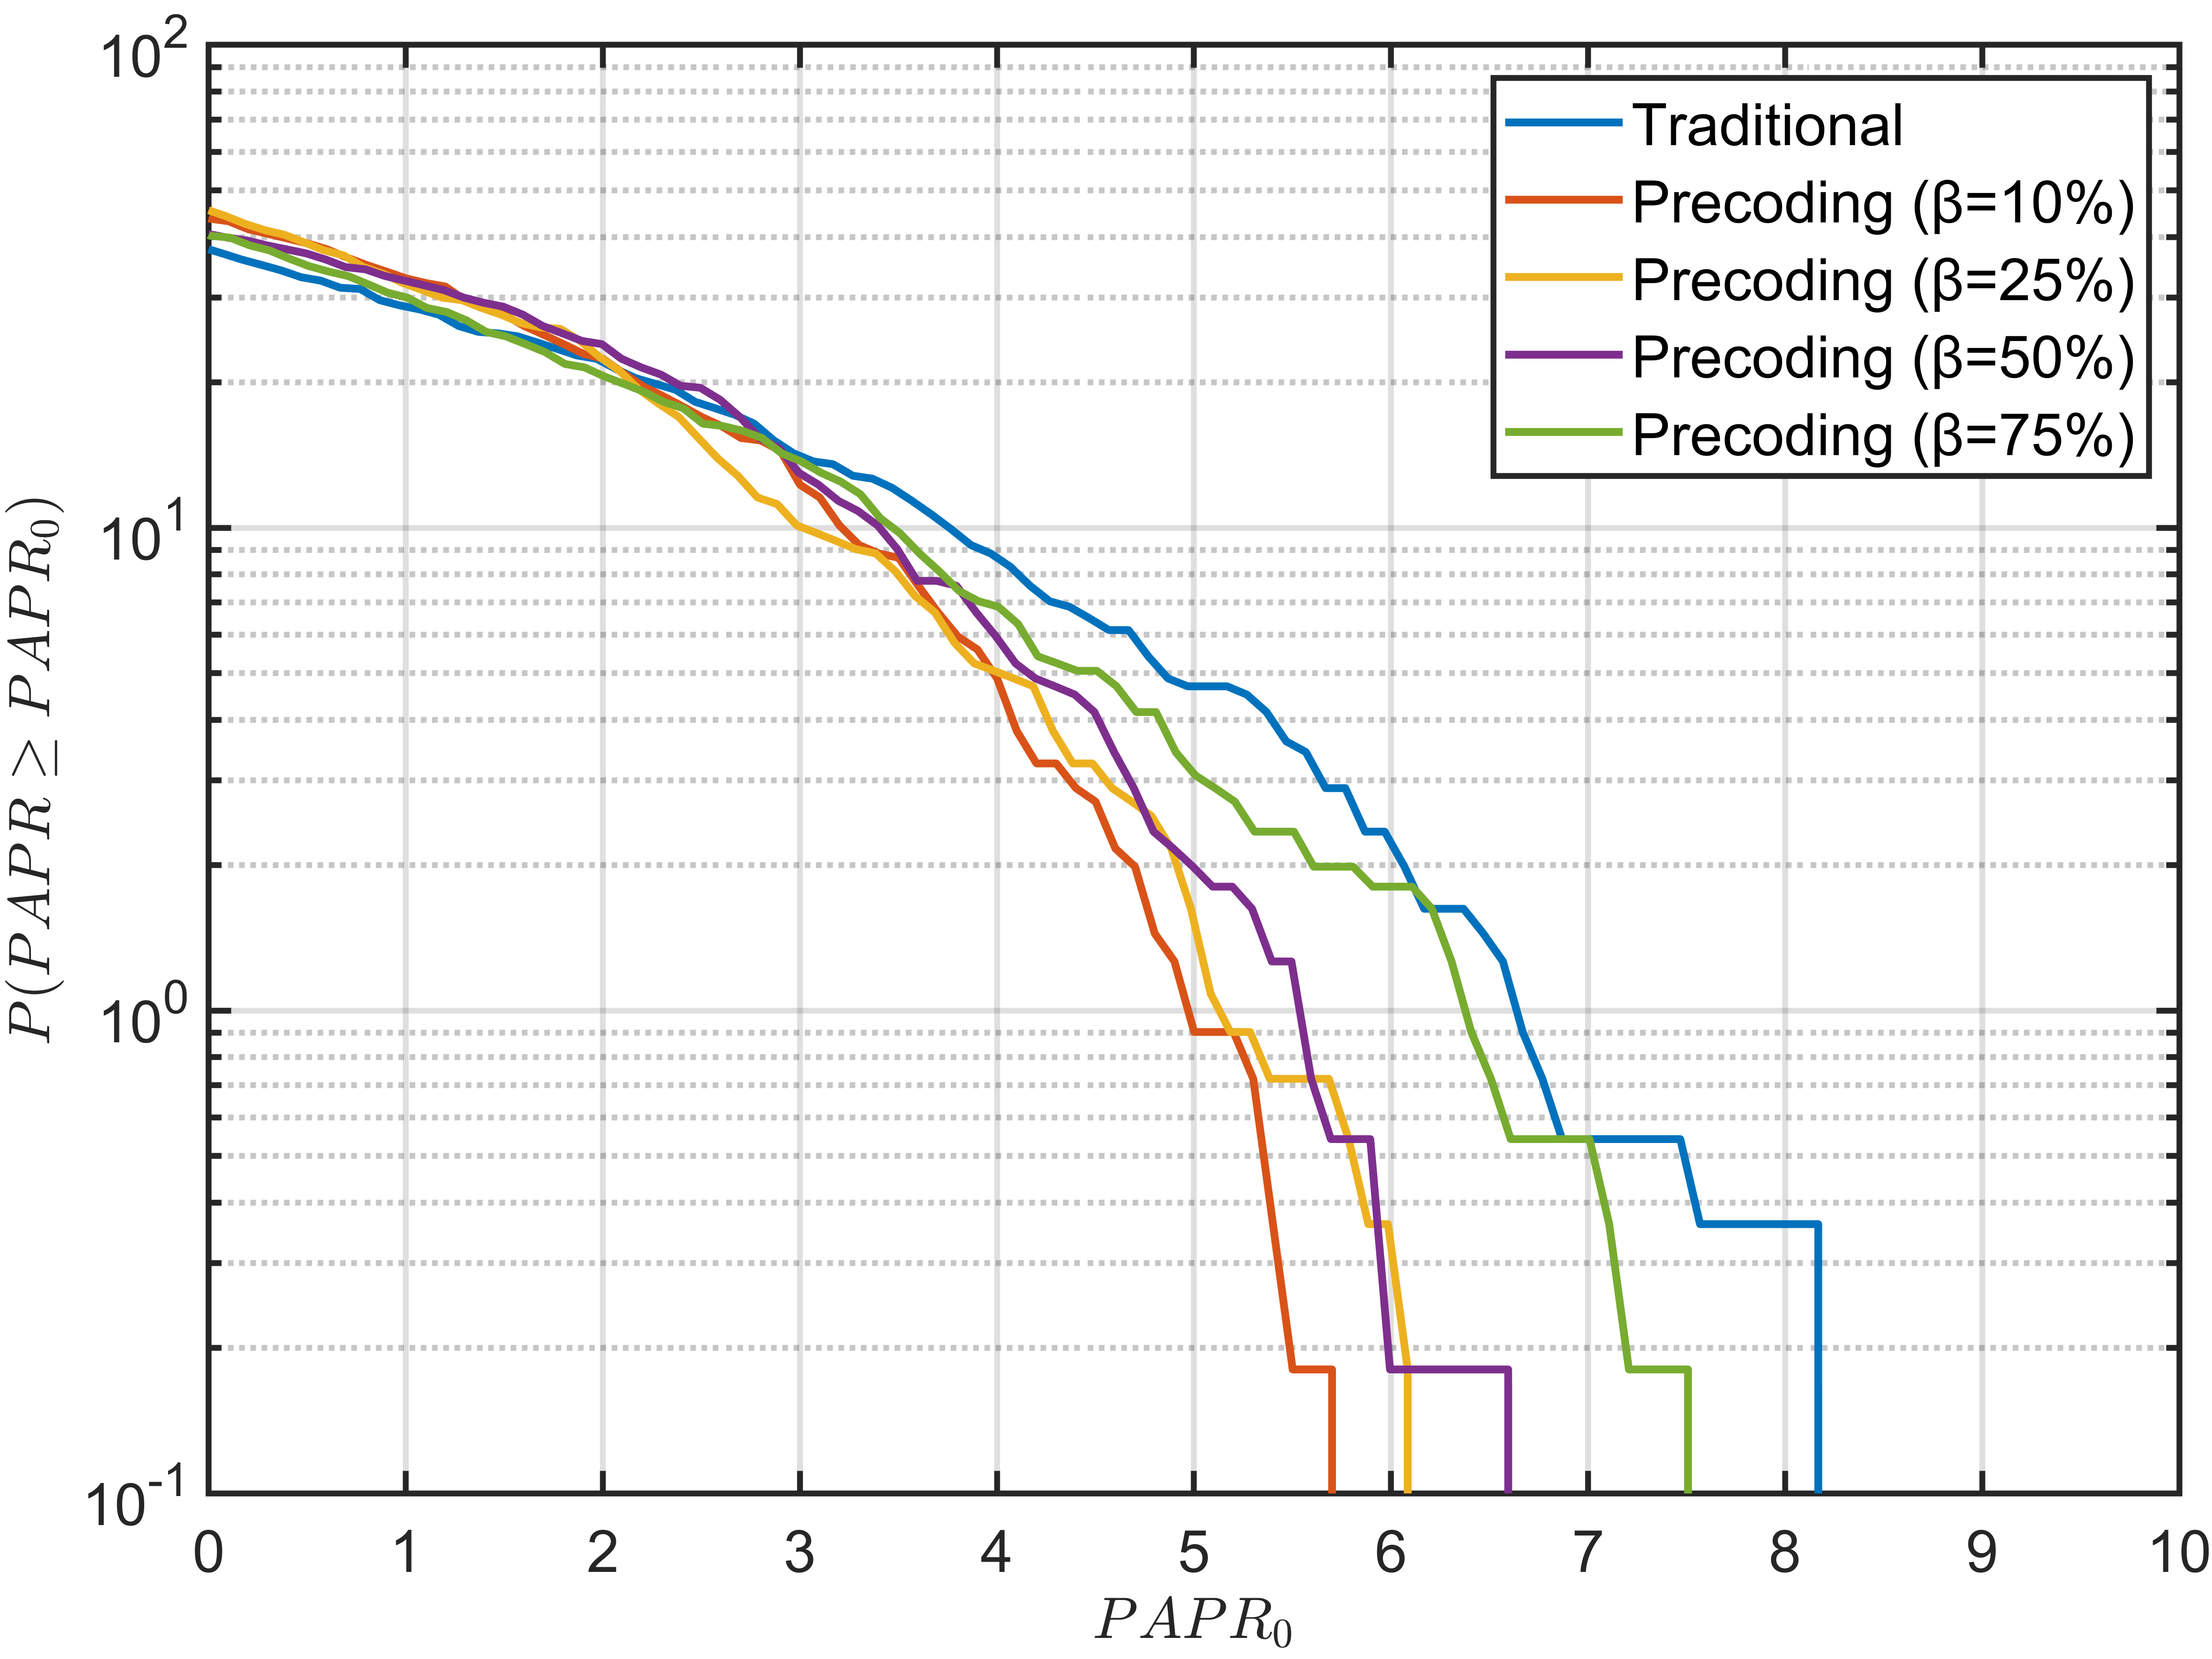 10^2
10^1
10^0
10^-1
P(PAPR ≥ PAPR_0)
Traditional
Precoding (β=10%)
Precoding (β=25%)
Precoding (β=50%)
Precoding (β=75%)
0 1 2 3 4 5 6 7 8 9 10
PAPR_0